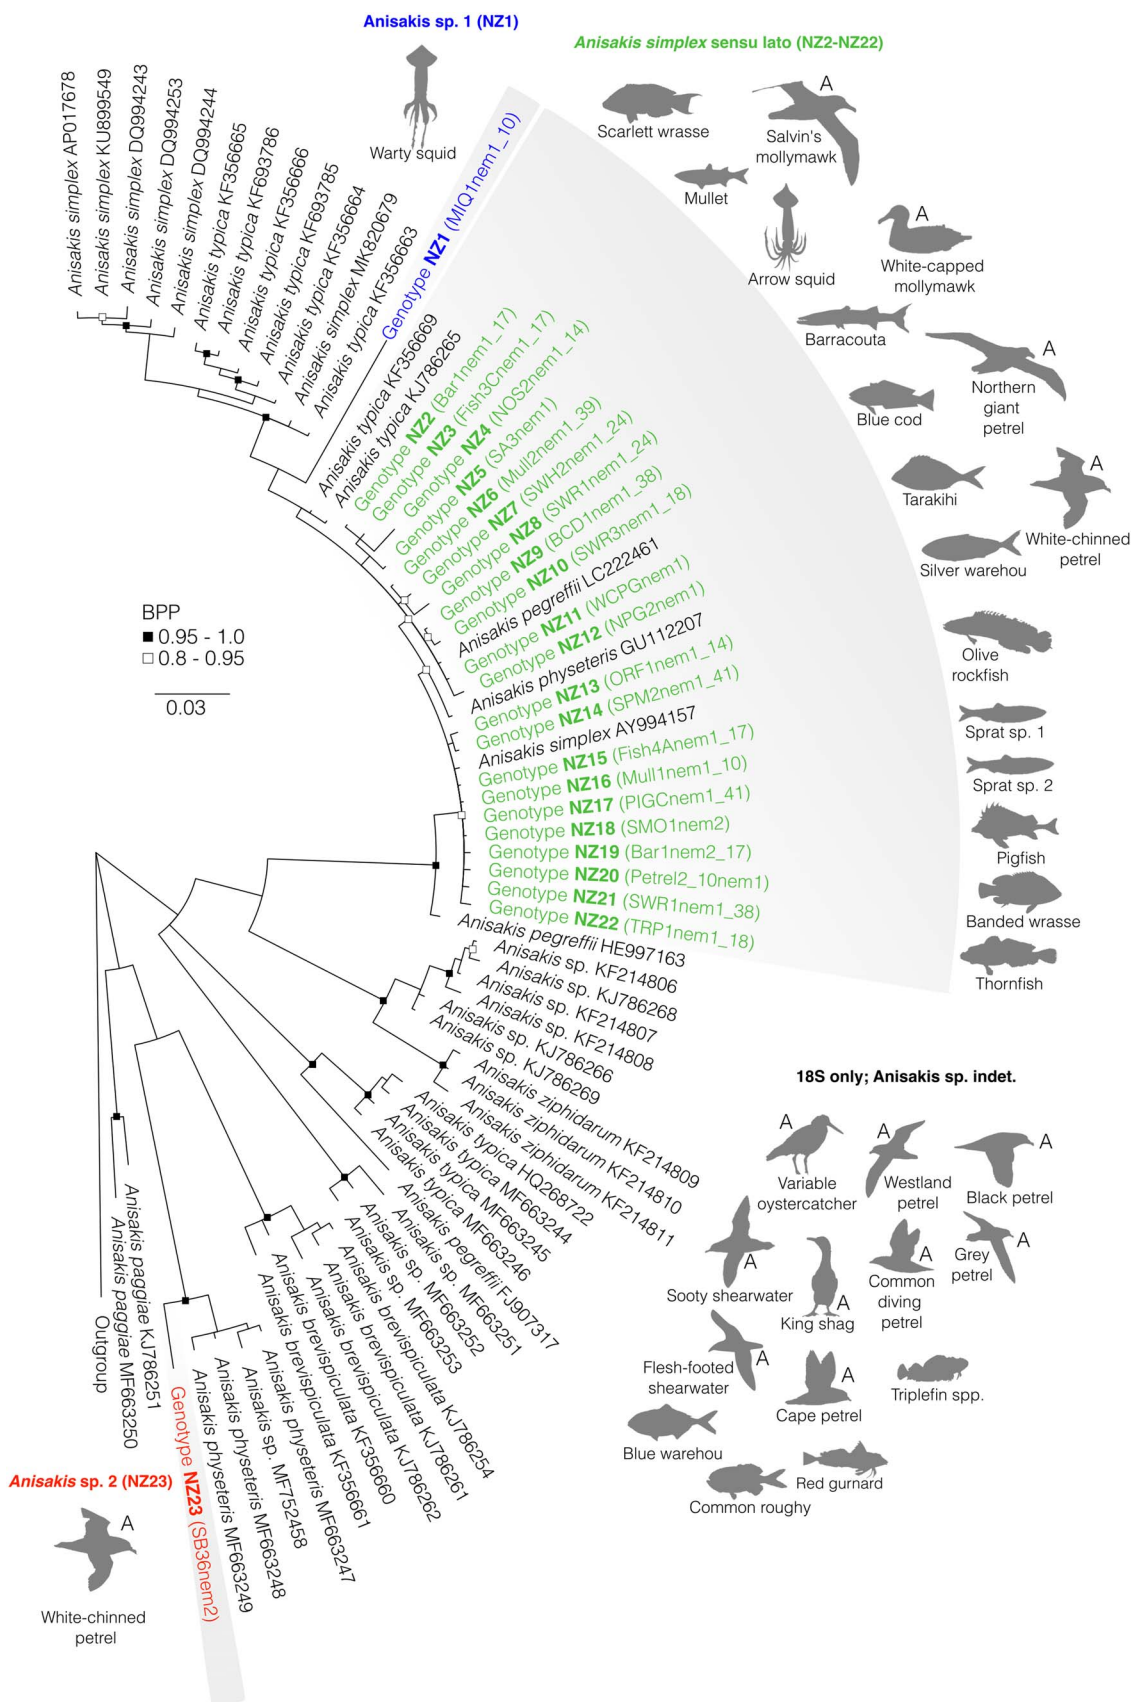 Anisakis sp. 1 (NZ1)
Warty squid
Anisakis simplex sensu lato (NZ2-NZ22)
Scarlett wrasse
A
Salvin's
mollymawk
Mullet
Arrow squid
A
White-capped
mollymawk
Barracouta
A
Northern
giant
petrel
Blue cod
Tarakihi
A
White-chinned
petrel
Silver warehou
Olive
rockfish
Sprat sp. 1
Sprat sp. 2
Pigfish
Banded wrasse
Thornfish
Anisakis simplex AP017678
Anisakis simplex KU899549
Anisakis simplex DQ994243
Anisakis simplex DQ994253
Anisakis simplex DQ994244
Anisakis typica KF356665
Anisakis typica KF693786
Anisakis typica KF356666
Anisakis typica KF693785
Anisakis typica KF356664
Anisakis simplex MK820679
Anisakis typica KF356663
Genotype NZ1 (MIQ1nem1_10)
Anisakis typica KF356669
Anisakis typica KJ786265
Genotype NZ2 (Bar1nem1_17)
Genotype NZ3 (Fish3Cnem1_17)
Genotype NZ4 (NOS2nem1_14)
Genotype NZ5 (SA3nem1)
Genotype NZ6 (Mull2nem1_39)
Genotype NZ7 (SWH2nem1_24)
Genotype NZ8 (SWR1nem1_24)
Genotype NZ9 (BCD1nem1_38)
Genotype NZ10 (SWR3nem1_18)
Anisakis pegreffii LC222461
Genotype NZ11 (WCPGnem1)
Genotype NZ12 (NPG2nem1)
Anisakis physeteris GU112207
Genotype NZ13 (ORF1nem1_14)
Genotype NZ14 (SPM2nem1_41)
Anisakis simplex AY994157
Genotype NZ15 (Fish4Anem1_17)
Genotype NZ16 (Mull1nem1_10)
Genotype NZ17 (PIGCnem1_41)
Genotype NZ18 (SMO1nem2)
Genotype NZ19 (Bar1nem2_17)
Genotype NZ20 (Petrel2_10nem1)
Genotype NZ21 (SWR1nem1_38)
Genotype NZ22 (TRP1nem1_18)
Anisakis pegreffii HE997163
Anisakis sp. KF214806
Anisakis sp. KJ786268
Anisakis sp. KF214807
Anisakis sp. KF214808
Anisakis sp. KJ786266
Anisakis sp. KJ786269
Anisakis ziphidarum KF214809
Anisakis ziphidarum KF214810
Anisakis ziphidarum KF214811
Anisakis typica HQ268722
Anisakis typica MF663244
Anisakis typica MF663245
Anisakis typica MF663246
Anisakis pegreffii FJ907317
Anisakis sp. MF663251
Anisakis sp. MF663252
Anisakis sp. MF663253
Anisakis brevispiculata KJ786254
Anisakis brevispiculata KJ786261
Anisakis brevispiculata KJ786262
Anisakis brevispiculata KF356660
Anisakis brevispiculata KF356661
Anisakis physeteris MF663247
Anisakis sp. MF752458
Anisakis physeteris MF663248
Anisakis physeteris MF663249
Genotype NZ23 (SB36nem2)
Anisakis paggiae KJ786251
Anisakis paggiae MF663250
Outgroup
BPP
0.95 - 1.0
0.8 - 0.95
0.03
Anisakis sp. 2 (NZ23)
A
White-chinned
petrel
18S only; Anisakis sp. indet.
A
Variable
oystercatcher
A
Westland
petrel
A
Black petrel
A
Sooty shearwater
A
King shag
A
Common
diving
petrel
A
Grey
petrel
A
Flesh-footed
shearwater
A
Cape petrel
Triplefin spp.
Blue warehou
Common roughy
Red gurnard